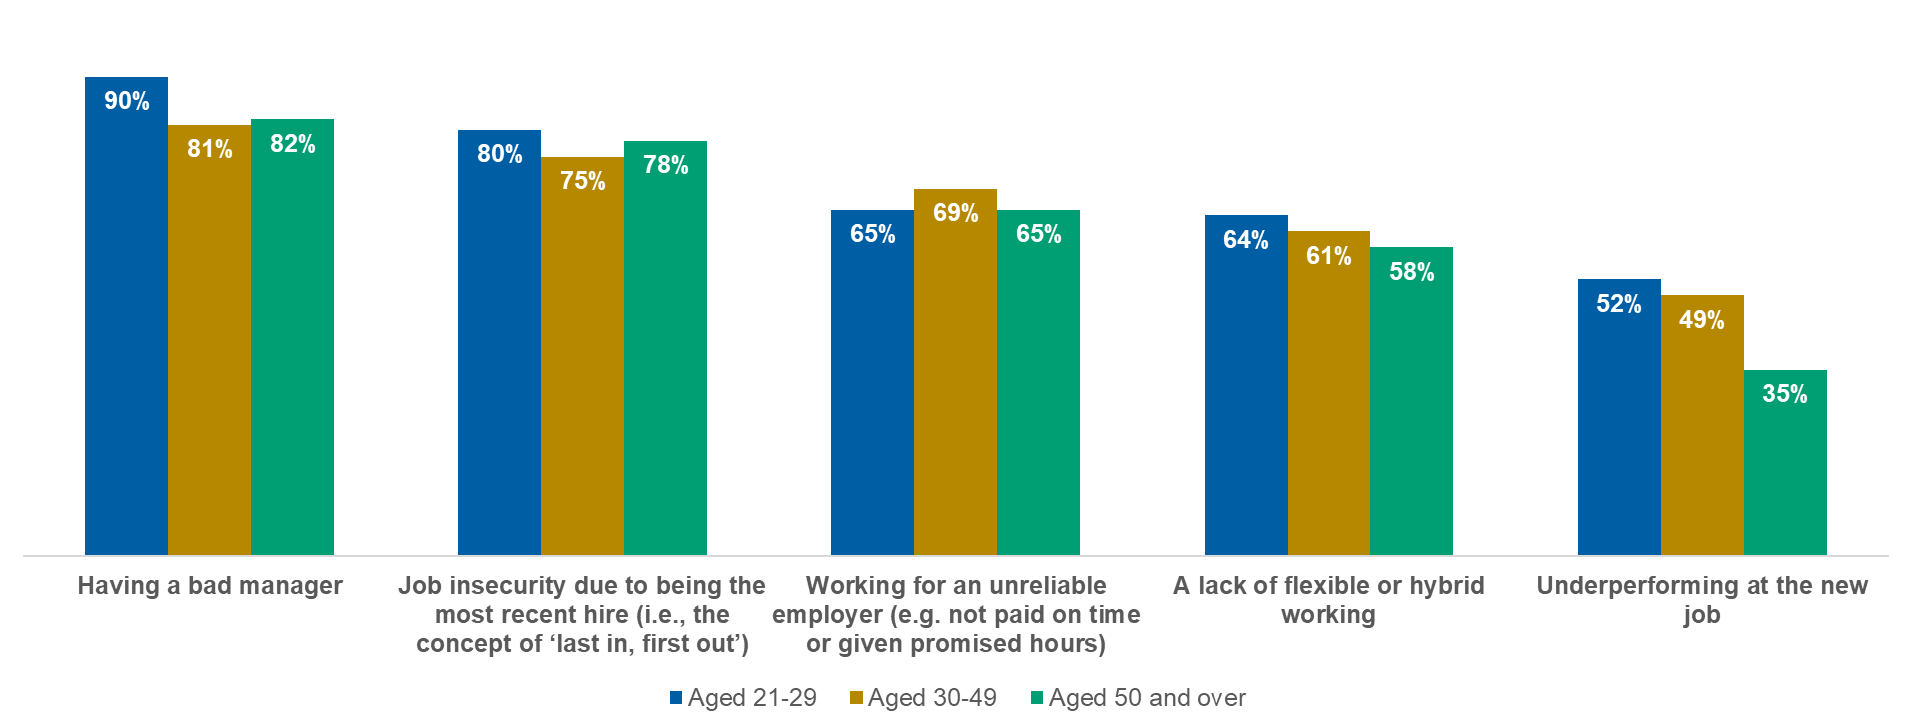 90%
81%
82%
80%
75%
78%
65%
69%
65%
64%
61%
58%
52%
49%
35%
Having a bad manager
Job insecurity due to being the
most recent hire (i.e., the
concept of ‘last in, first out’)
Working for an unreliable
employer (e.g. not paid on time
or given promised hours)
A lack of flexible or hybrid
working
Underperforming at the new
job
Aged 21-29
Aged 30-49
Aged 50 and over